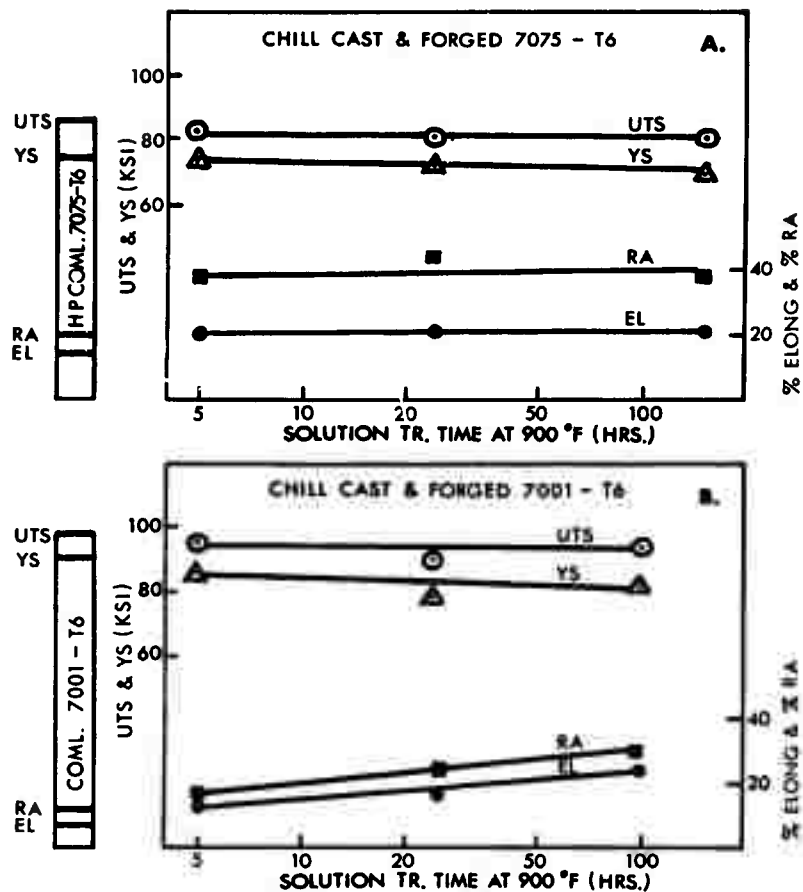 CHILL CAST & FORGED 7075 - T6
A.
UTS
YS
HP COML. 7075-T6
RA
EL
UTS & YS (KSI)
100
80
60
UTS
YS
RA
EL
40
20
% ELONG & % RA
5
10
20
50
100
SOLUTION TR. TIME AT 900 °F (HRS.)
CHILL CAST & FORGED 7001 - T6
B.
UTS
YS
COML. 7001 - T6
RA
EL
UTS & YS (KSI)
100
80
60
UTS
YS
RA
EL
40
20
% ELONG & % RA
5
10
20
50
100
SOLUTION TR. TIME AT 900 °F (HRS.)